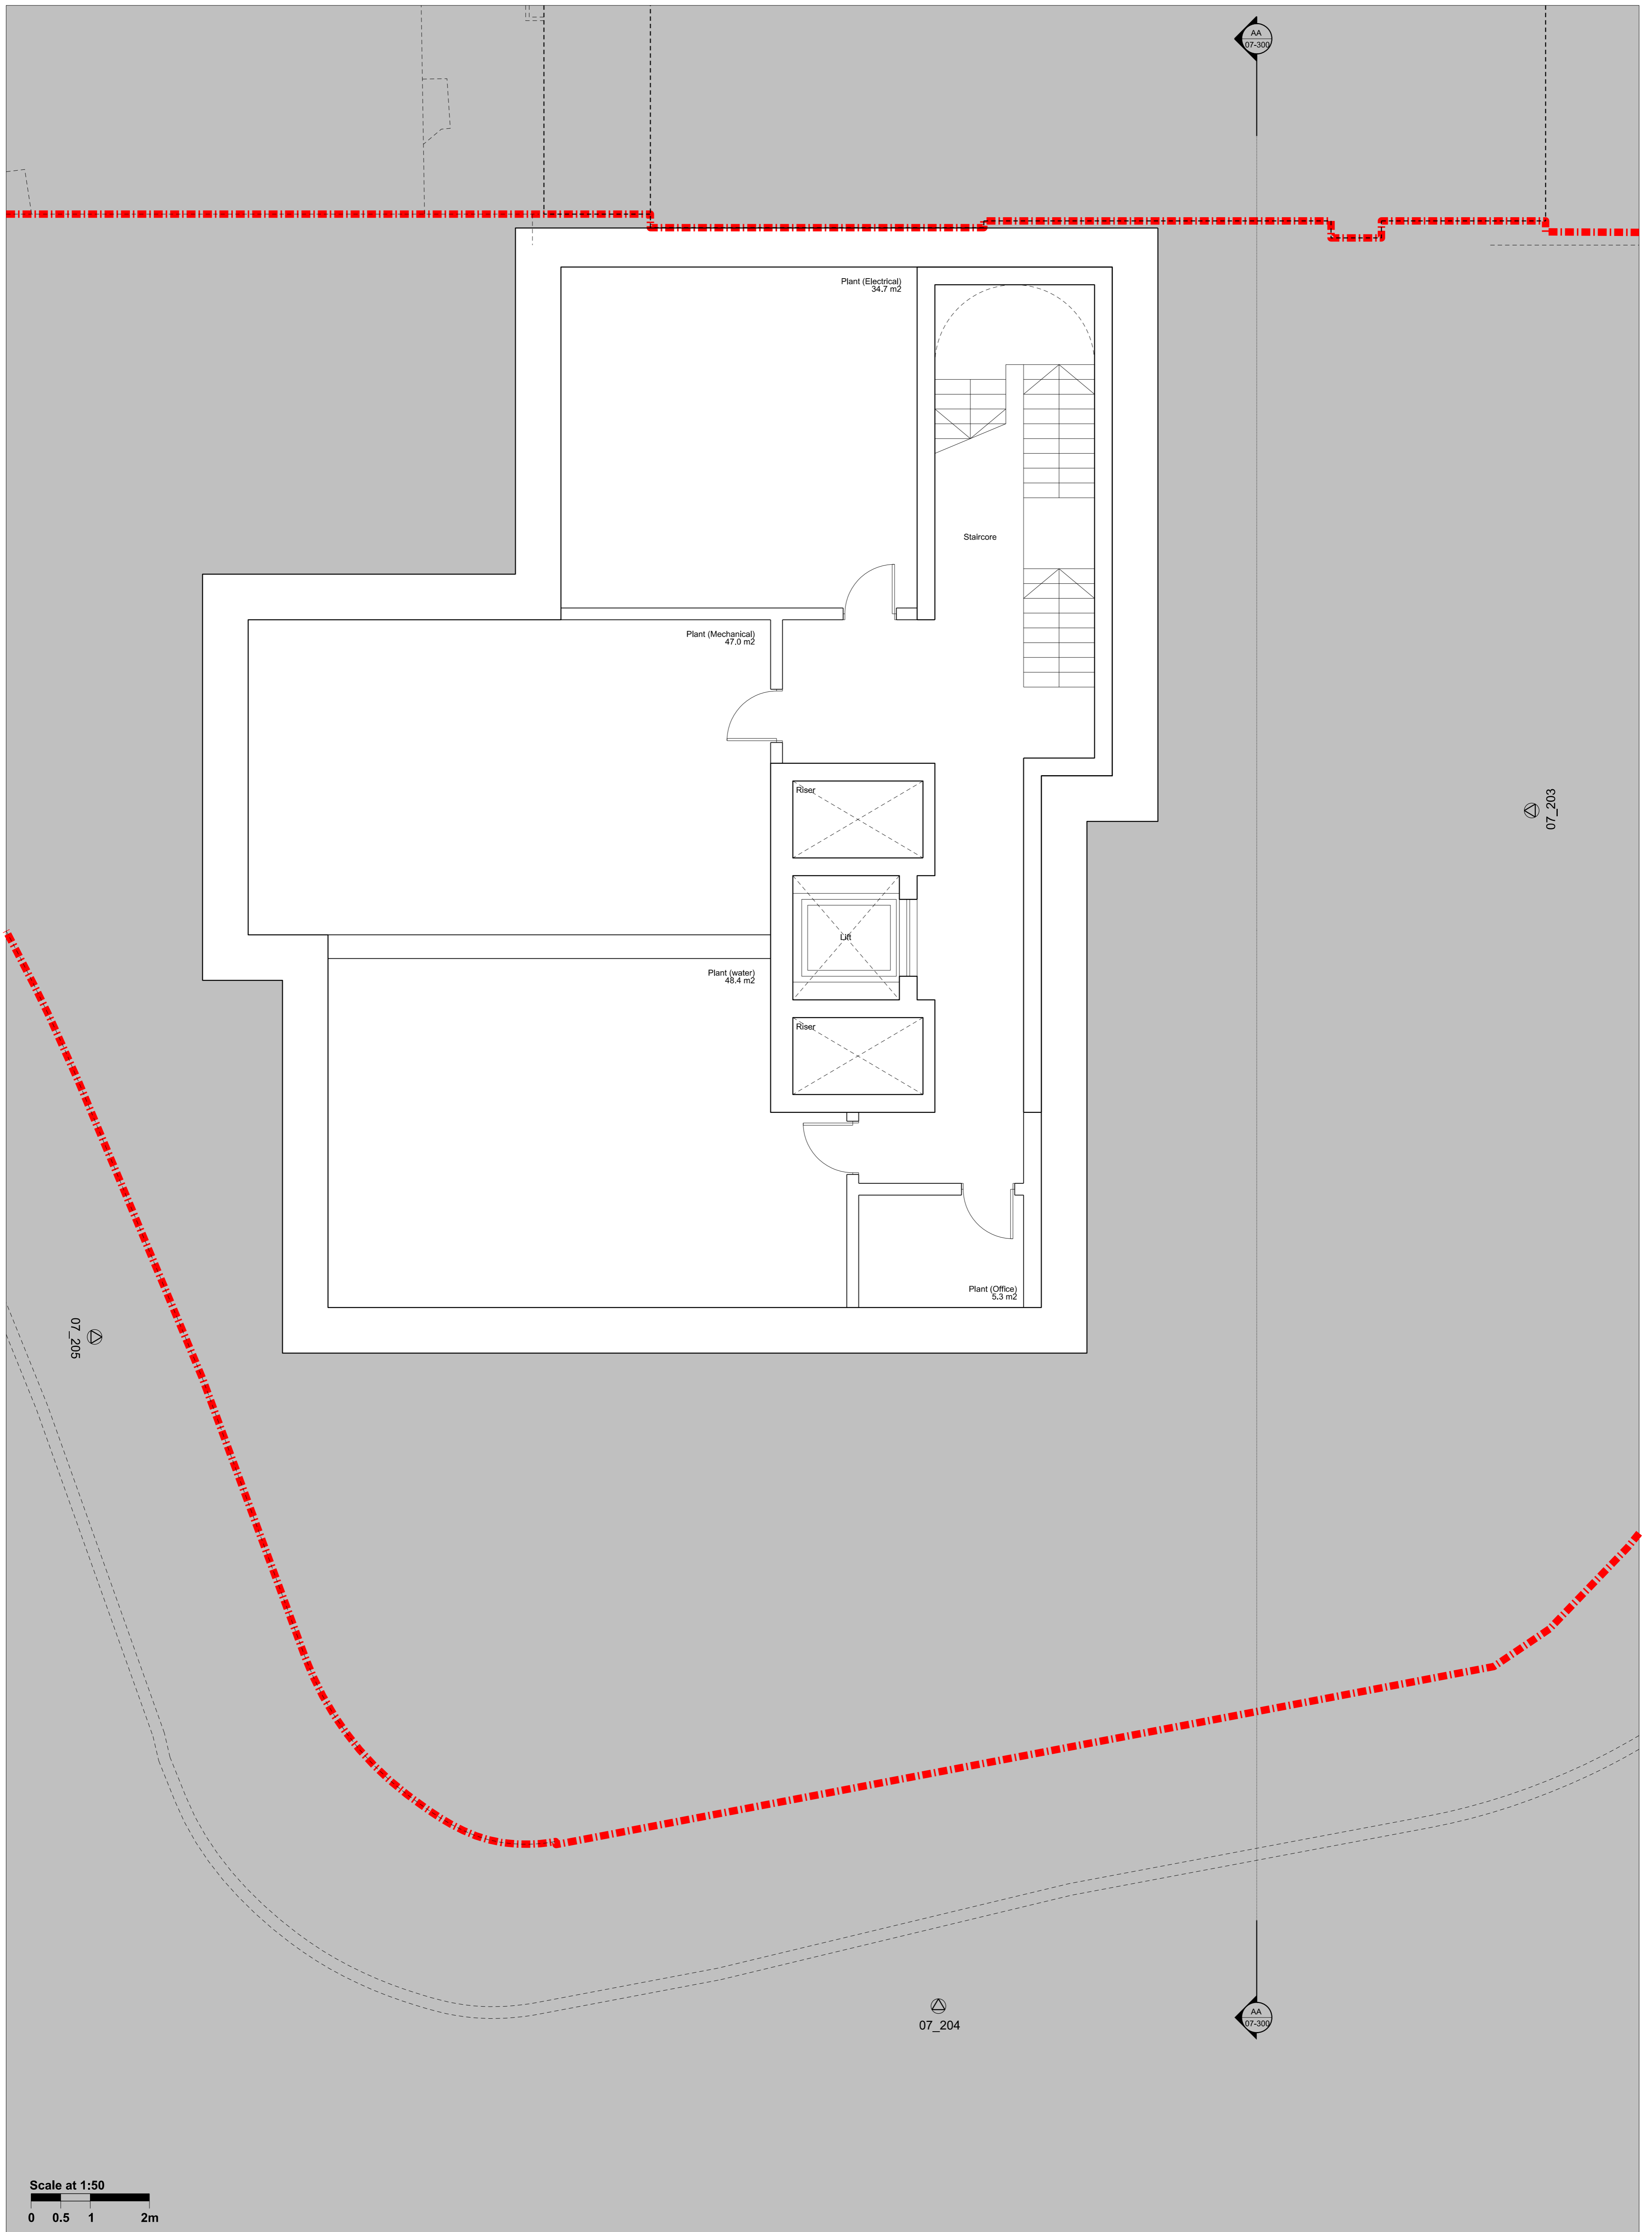 AA
07-300
Plant (Electrical)
34.7 m2
Staircore
Plant (Mechanical)
47.0 m2
Riser
07_203
Lift
Plant (water)
48.4 m2
Riser
Plant (Office)
5.3 m2
07_205
AA
07-300
07_204
Scale at 1:50
0 0.5 1 2m